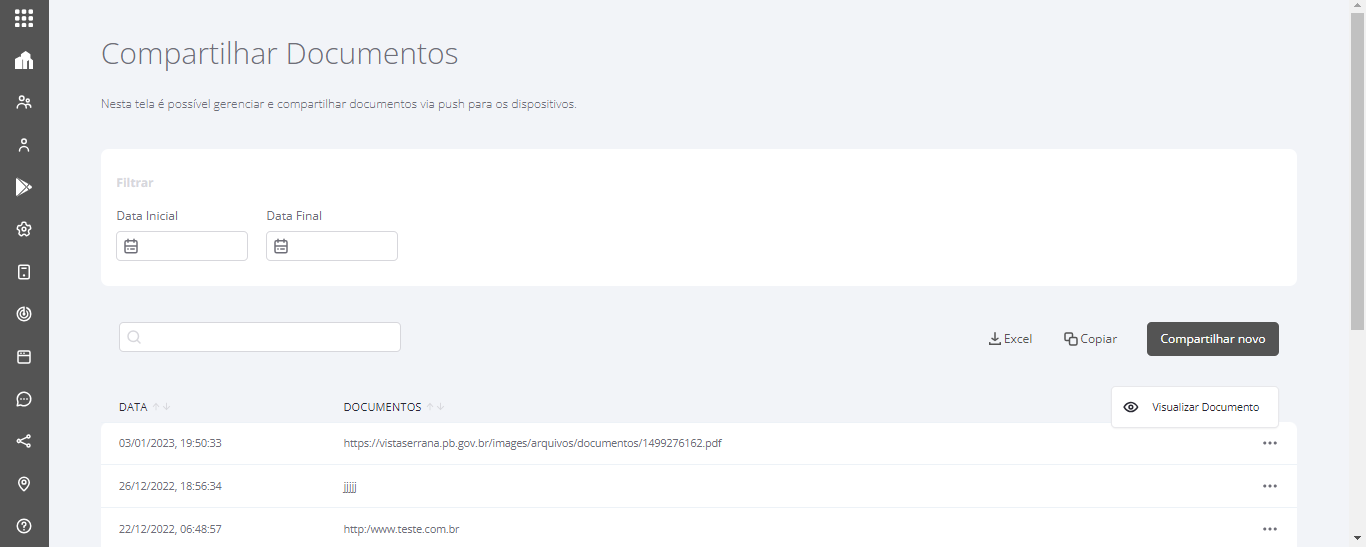 Compartilhar Documentos
Nesta tela é possível gerenciar e compartilhar documentos via push para os dispositivos.
Filtrar
Data Inicial Data Final
Excel Copiar Compartilhar novo
DATA DOCUMENTOS Visualizar Documento
03/01/2023, 19:50:33 https://vistaserrana.pb.gov.br/images/arquivos/documentos/1499276162.pdf
26/12/2022, 18:56:34 jjjjj
22/12/2022, 06:48:57 http:/www.teste.com.br